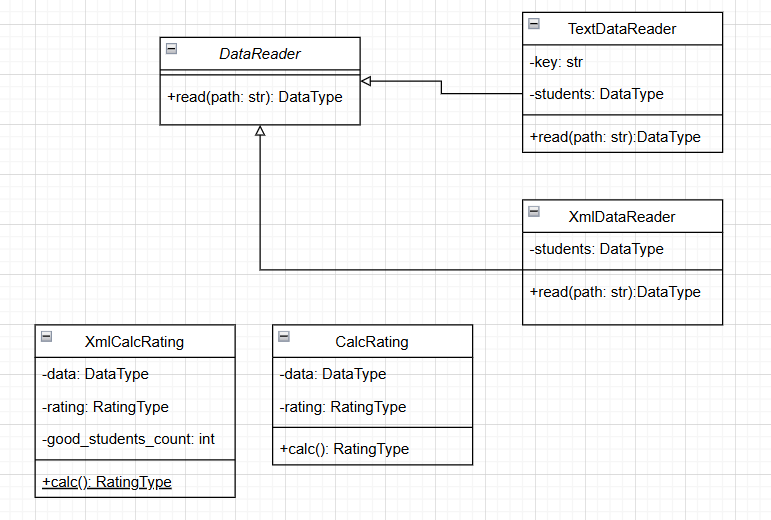 DataReader
+read(path: str): DataType
TextDataReader
-key: str
-students: DataType
+read(path: str):DataType
XmlDataReader
-students: DataType
+read(path: str):DataType
XmlCalcRating
-data: DataType
-rating: RatingType
-good_students_count: int
+calc(): RatingType
CalcRating
-data: DataType
-rating: RatingType
+calc(): RatingType